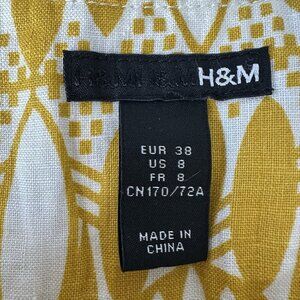 H&M H&M H&M
EUR 38
US 8
FR 8
CN170/72A
MADE IN
CHINA